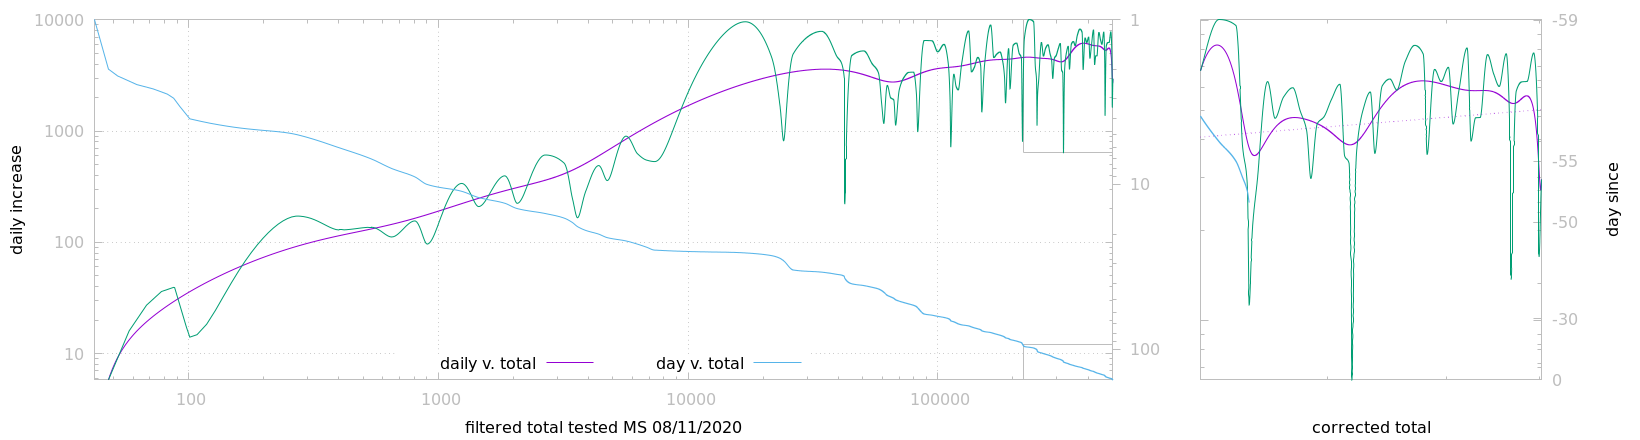 10000
1000
100
10
daily increase
100
1000
10000
100000
filtered total tested MS 08/11/2020
daily v. total
day v. total
1
10
100
-59
-55
-50
-30
0
day since
corrected total